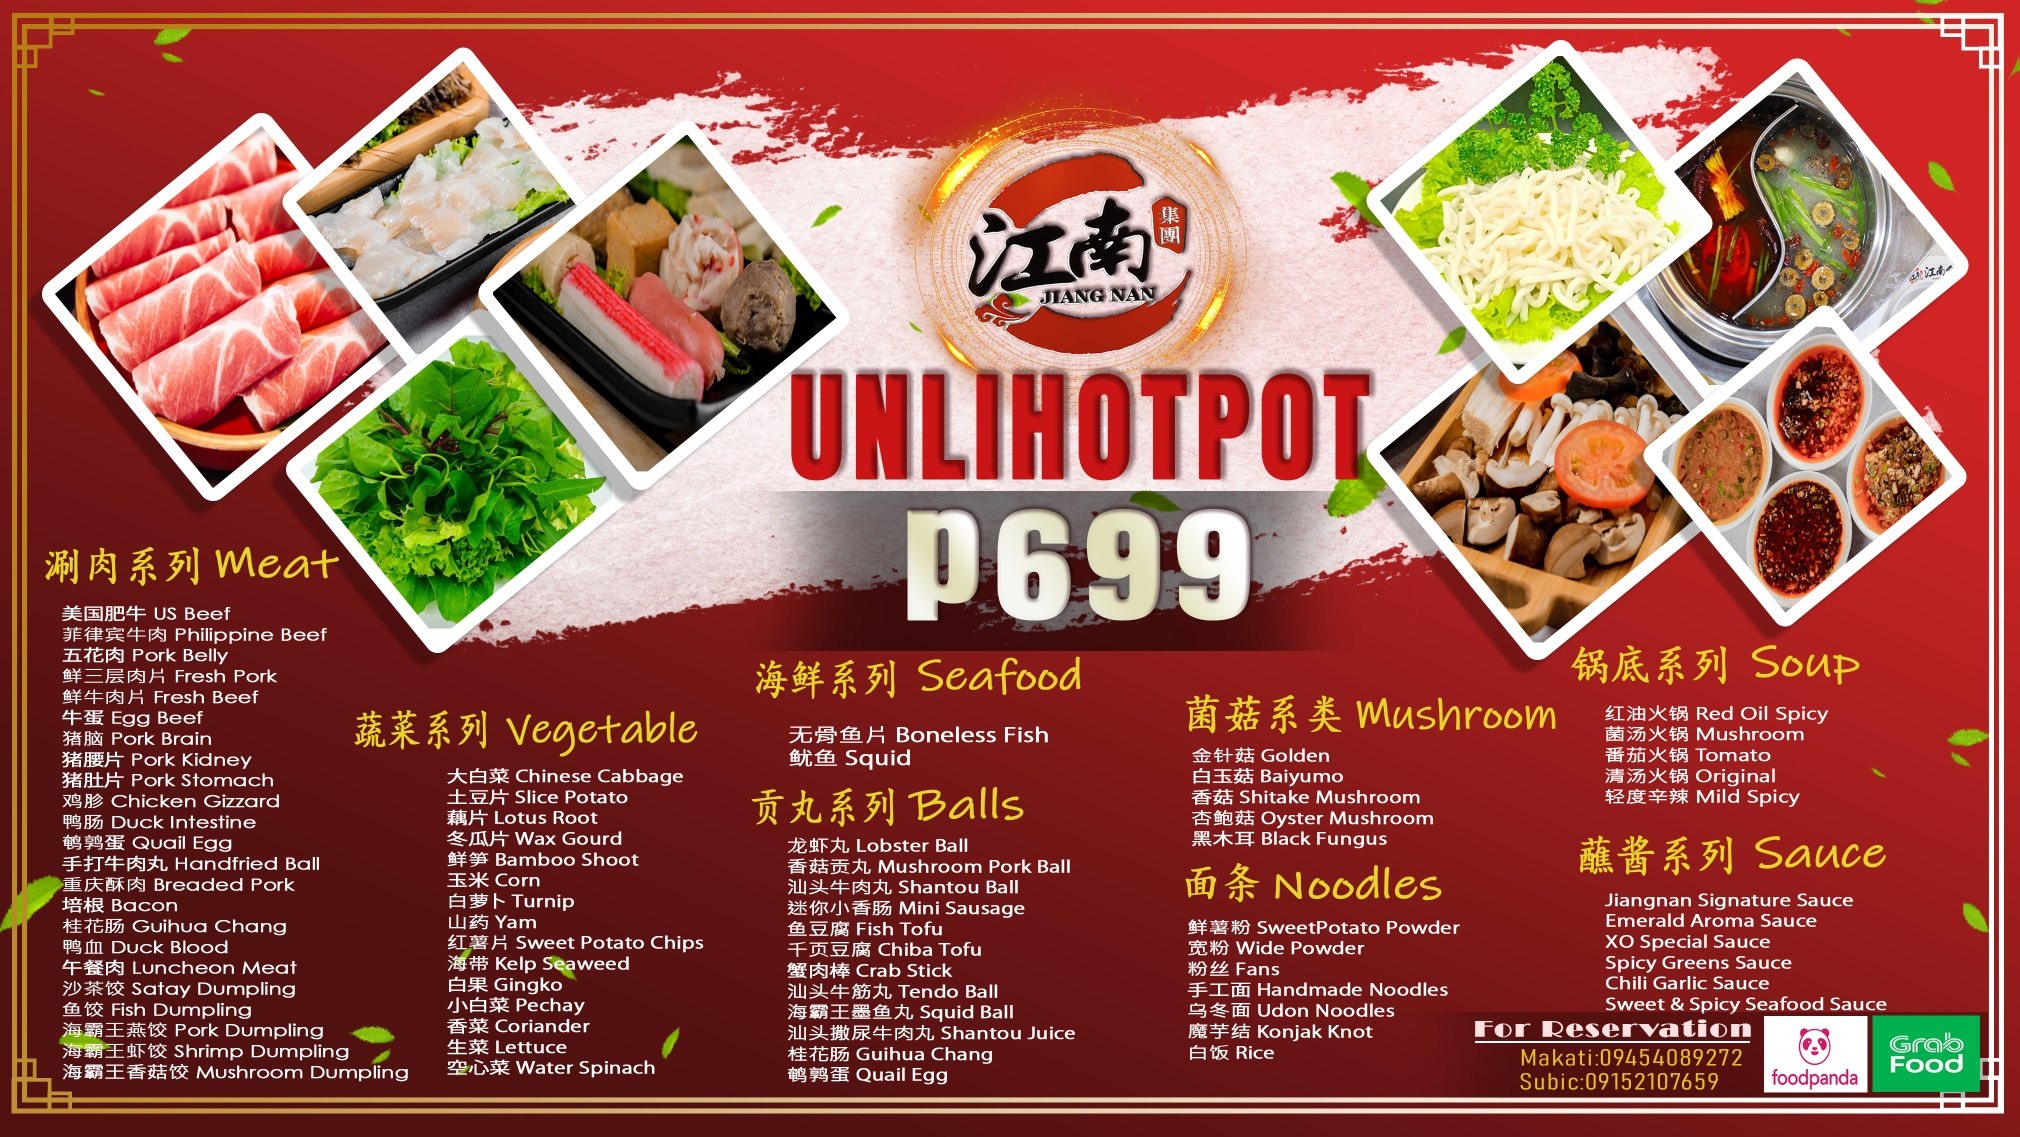 江南
集團
JIANG NAN
UNLIHOTPOT
P699
涮肉系列 Meat
美国肥牛 US Beef
菲律宾牛肉 Philippine Beef
五花肉 Pork Belly
鲜三层肉片 Fresh Pork
鲜牛肉片 Fresh Beef
牛蛋 Egg Beef
猪脑 Pork Brain
猪腰片 Pork Kidney
猪肚片 Pork Stomach
鸡胗 Chicken Gizzard
鸭肠 Duck Intestine
鹌鹑蛋 Quail Egg
手打牛肉丸 Handfried Ball
重庆酥肉 Breaded Pork
培根 Bacon
桂花肠 Guihua Chang
鸭血 Duck Blood
午餐肉 Luncheon Meat
沙茶饺 Satay Dumpling
鱼饺 Fish Dumpling
海霸王燕饺 Pork Dumpling
海霸王虾饺 Shrimp Dumpling
海霸王香菇饺 Mushroom Dumpling
蔬菜系列 Vegetable
大白菜 Chinese Cabbage
土豆片 Slice Potato
藕片 Lotus Root
冬瓜片 Wax Gourd
鲜笋 Bamboo Shoot
玉米 Corn
白萝卜 Turnip
山药 Yam
红薯片 Sweet Potato Chips
海带 Kelp Seaweed
白果 Gingko
小白菜 Pechay
香菜 Coriander
生菜 Lettuce
空心菜 Water Spinach
海鲜系列 Seafood
无骨鱼片 Boneless Fish
鱿鱼 Squid
贡丸系列 Balls
龙虾丸 Lobster Ball
香菇贡丸 Mushroom Pork Ball
汕头牛肉丸 Shantou Ball
迷你小香肠 Mini Sausage
鱼豆腐 Fish Tofu
千页豆腐 Chiba Tofu
蟹肉棒 Crab Stick
汕头牛筋丸 Tendo Ball
海霸王墨鱼丸 Squid Ball
汕头撒尿牛肉丸 Shantou Juice
桂花肠 Guihua Chang
鹌鹑蛋 Quail Egg
菌菇系类 Mushroom
金针菇 Golden
白玉菇 Baiyumo
香菇 Shitake Mushroom
杏鲍菇 Oyster Mushroom
黑木耳 Black Fungus
面条 Noodles
鲜薯粉 SweetPotato Powder
宽粉 Wide Powder
粉丝 Fans
手工面 Handmade Noodles
乌冬面 Udon Noodles
魔芋结 Konjak Knot
白饭 Rice
锅底系列 Soup
红油火锅 Red Oil Spicy
菌汤火锅 Mushroom
番茄火锅 Tomato
清汤火锅 Original
轻度辛辣 Mild Spicy
蘸酱系列 Sauce
Jiangnan Signature Sauce
Emerald Aroma Sauce
XO Special Sauce
Spicy Greens Sauce
Chili Garlic Sauce
Sweet & Spicy Seafood Sauce
For Reservation
Makati:09454089272
Subic:09152107659
foodpanda
Grab
Food